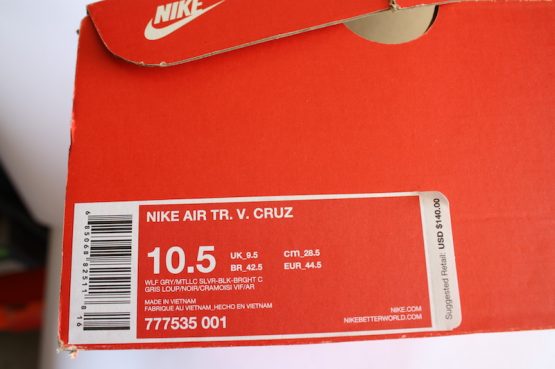 NIKE
NIKE AIR TR. V. CRUZ
10.5
UK_9.5
cm_28.5
BR_42.5
EUR_44.5
WLF GRY/MTLLC SLVR-BLK-BRGHT C
GRIS LOUP/NOIR/CRAMOISI VIF/AR
MADE IN VIETNAM
FABRIQUE AU VIETNAM_HECHO EN VIETNAM
777535 001
NIKE.COM
NIKEBETTERWORLD.COM
Suggested Retail: USD $140.00